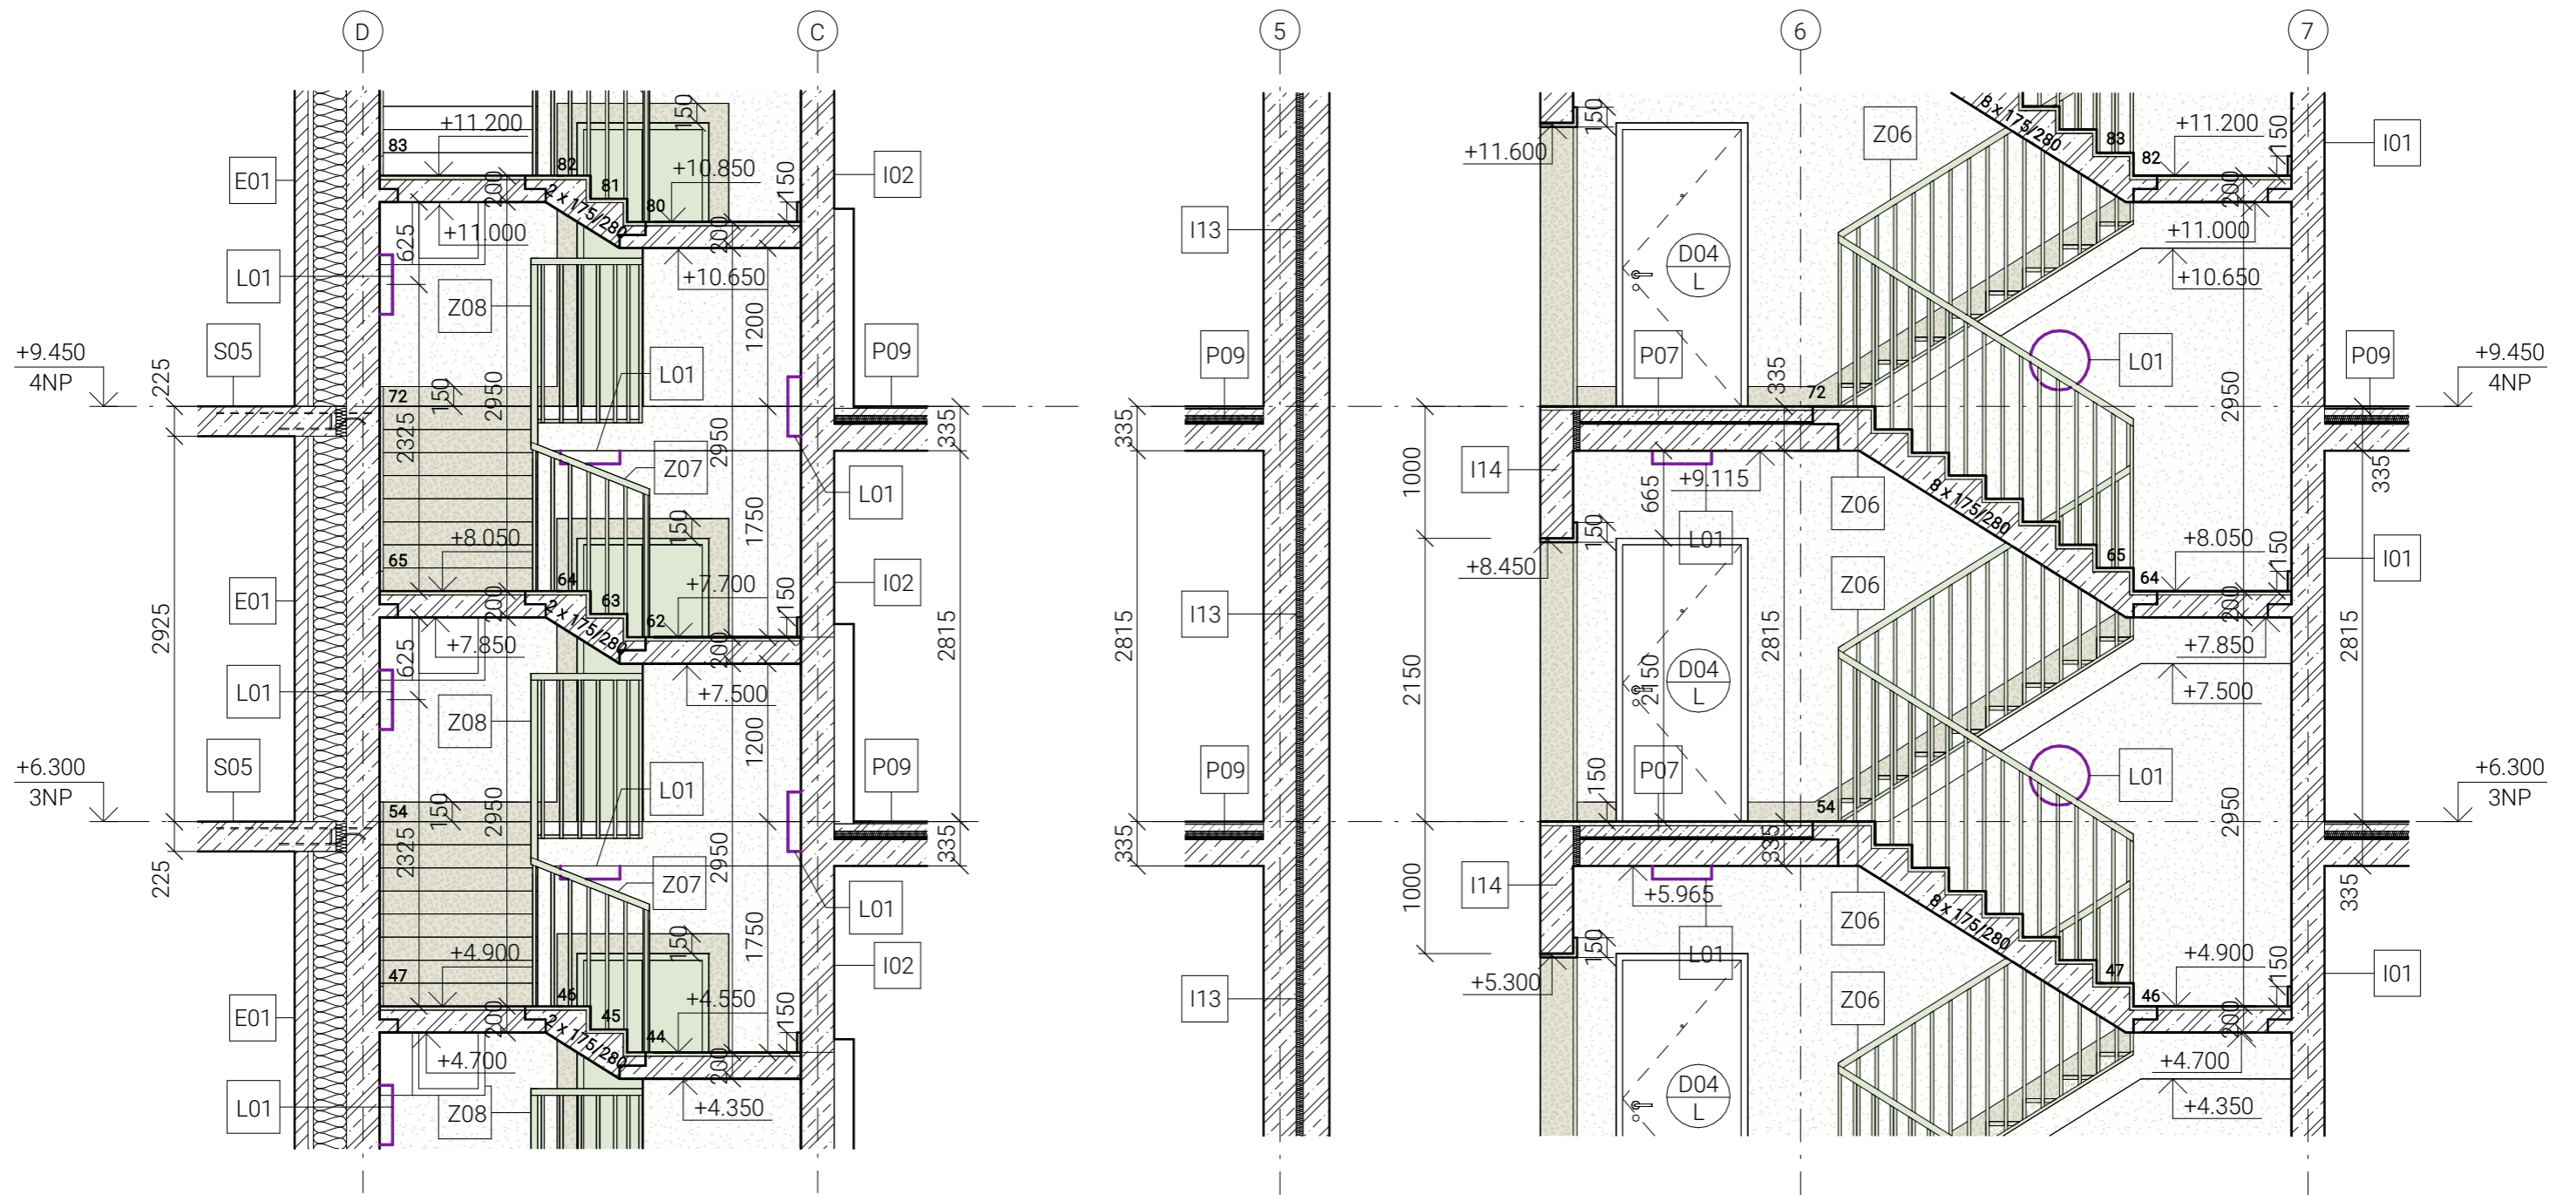 D
C
5
6
7
83
+11.200
150
82
81
+10.850
150
80
200
200
2 x 175/280
E01
I02
L01
+11.000
625
+10.650
Z08
1200
S05
P09
+9.450
4NP
225
L01
72
150
2950
2325
2950
335
Z07
L01
150
1750
+8.050
65
64
63
62
+7.700
150
200
200
2 x 175/280
E01
I02
2925
2815
L01
+7.850
625
+7.500
Z08
1200
S05
P09
+6.300
3NP
225
L01
54
150
2950
2325
2950
335
Z07
L01
150
1750
+4.900
47
46
45
44
+4.550
150
200
200
2 x 175/280
E01
I02
L01
+4.700
+4.350
Z08
I13
P09
335
2815
I13
P09
335
I13
+11.600
150
D04
L
Z06
8 x 175/280
83
82
+11.200
150
200
I01
+11.000
+10.650
P07
335
72
L01
P09
+9.450
4NP
2950
335
1000
I14
+9.115
665
L01
150
+8.450
Z06
8 x 175/280
65
64
+8.050
150
200
I01
Z06
D04
L
2150
2150
2815
2815
+7.850
+7.500
150
P07
335
54
L01
P09
+6.300
3NP
2950
335
1000
I14
+5.965
L01
150
+5.300
Z06
8 x 175/280
47
46
+4.900
150
200
I01
Z06
D04
L
+4.700
+4.350